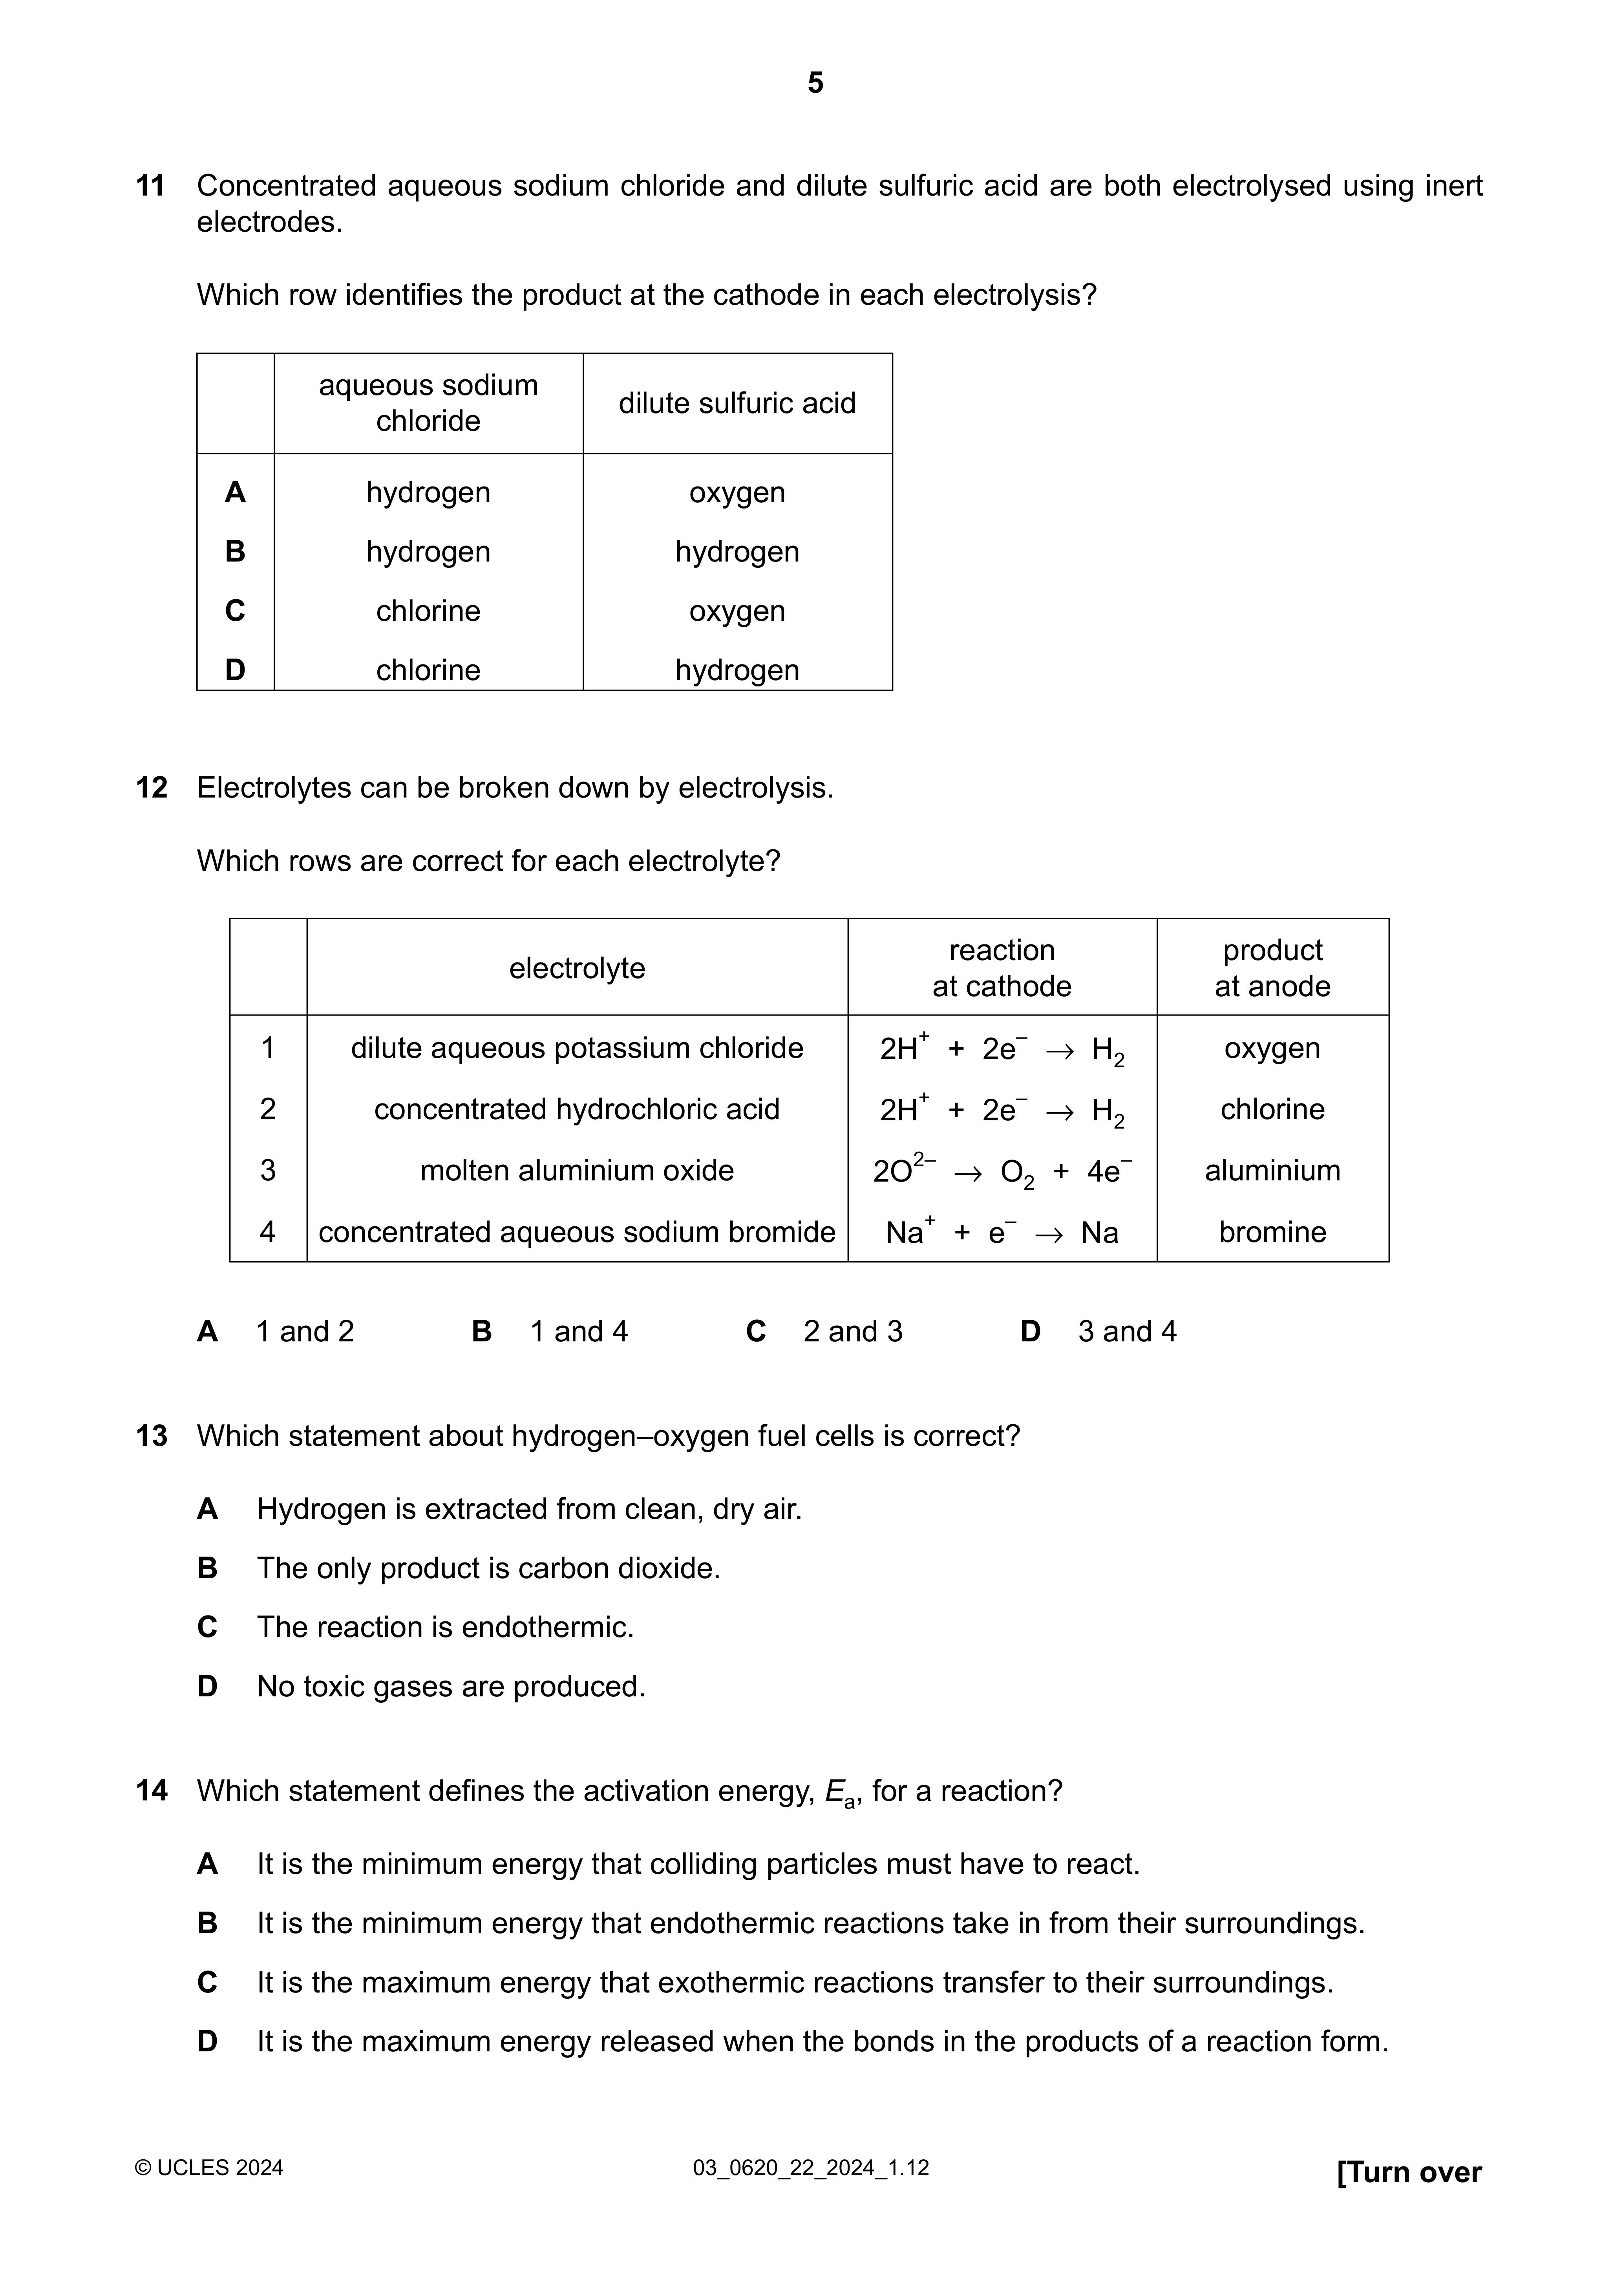 5
11 Concentrated aqueous sodium chloride and dilute sulfuric acid are both electrolysed using inert
electrodes.
Which row identifies the product at the cathode in each electrolysis?
aqueous sodium
chloride
dilute sulfuric acid
A hydrogen oxygen
B hydrogen hydrogen
C chlorine oxygen
D chlorine hydrogen
12 Electrolytes can be broken down by electrolysis.
Which rows are correct for each electrolyte?
electrolyte
reaction
at cathode
product
at anode
1 dilute aqueous potassium chloride 2H⁺ + 2e⁻ → H₂ oxygen
2 concentrated hydrochloric acid 2H⁺ + 2e⁻ → H₂ chlorine
3 molten aluminium oxide 2O²⁻ → O₂ + 4e⁻ aluminium
4 concentrated aqueous sodium bromide Na⁺ + e⁻ → Na bromine
A 1 and 2 B 1 and 4 C 2 and 3 D 3 and 4
13 Which statement about hydrogen–oxygen fuel cells is correct?
A Hydrogen is extracted from clean, dry air.
B The only product is carbon dioxide.
C The reaction is endothermic.
D No toxic gases are produced.
14 Which statement defines the activation energy, Eₐ, for a reaction?
A It is the minimum energy that colliding particles must have to react.
B It is the minimum energy that endothermic reactions take in from their surroundings.
C It is the maximum energy that exothermic reactions transfer to their surroundings.
D It is the maximum energy released when the bonds in the products of a reaction form.
© UCLES 2024 03_0620_22_2024_1.12 [Turn over